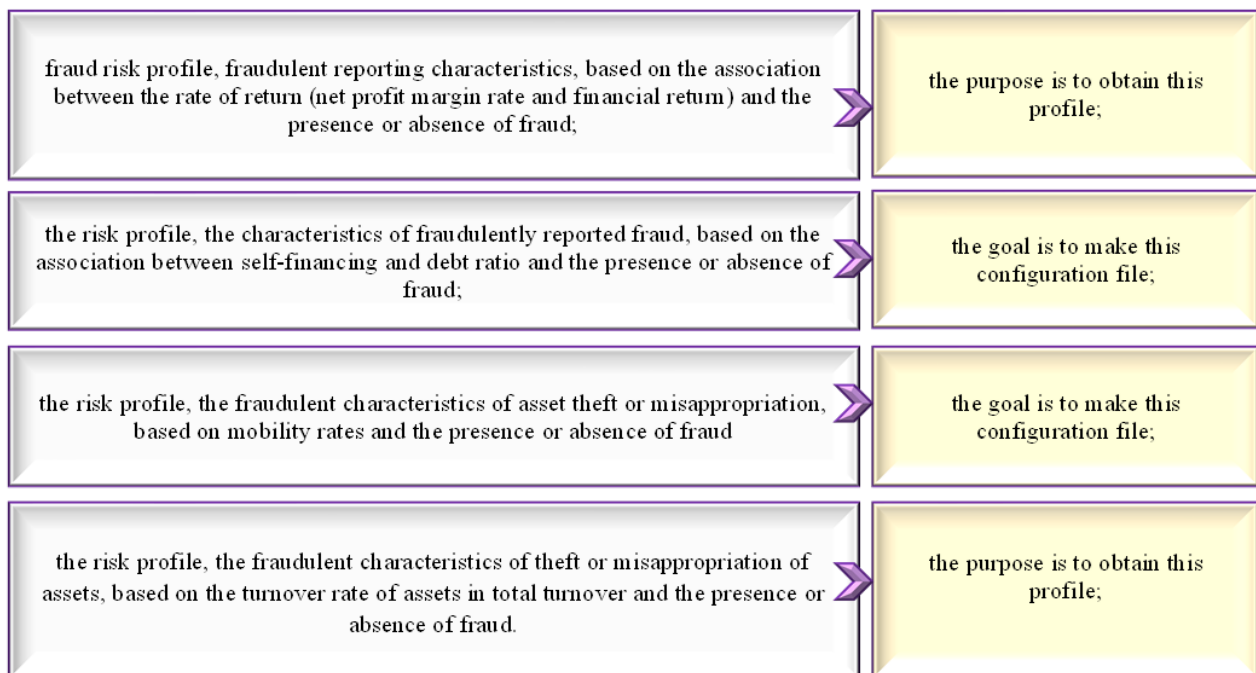 fraud risk profile, fraudulent reporting characteristics, based on the association
between the rate of return (net profit margin rate and financial return) and the
presence or absence of fraud;
the purpose is to obtain this
profile;
the risk profile, the characteristics of fraudulently reported fraud, based on the
association between self-financing and debt ratio and the presence or absence of
fraud;
the goal is to make this
configuration file;
the risk profile, the fraudulent characteristics of asset theft or misappropriation,
based on mobility rates and the presence or absence of fraud
the goal is to make this
configuration file;
the risk profile, the fraudulent characteristics of theft or misappropriation of
assets, based on the turnover rate of assets in total turnover and the presence or
absence of fraud.
the purpose is to obtain this
profile;